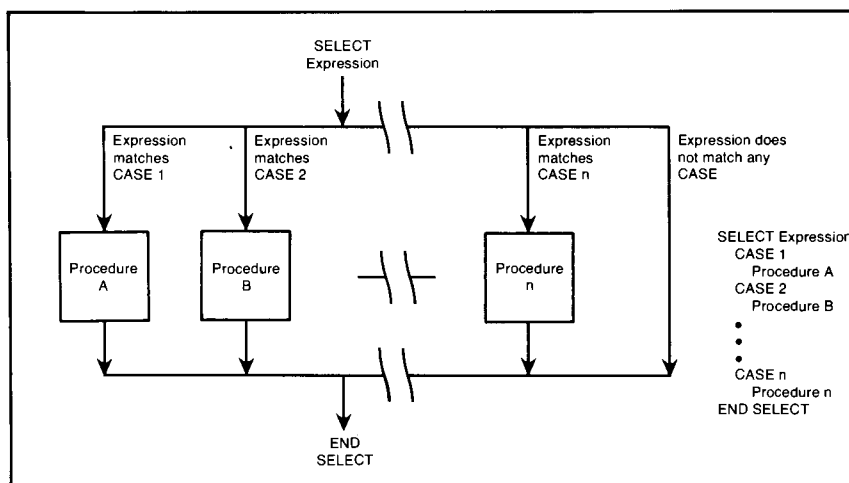 SELECT
Expression
Expression
matches
CASE 1
Expression
matches
CASE 2
Expression
matches
CASE n
Expression does
not match any
CASE
Procedure
A
Procedure
B
Procedure
n
SELECT Expression
CASE 1
Procedure A
CASE 2
Procedure B
•
•
•
CASE n
Procedure n
END SELECT
END
SELECT